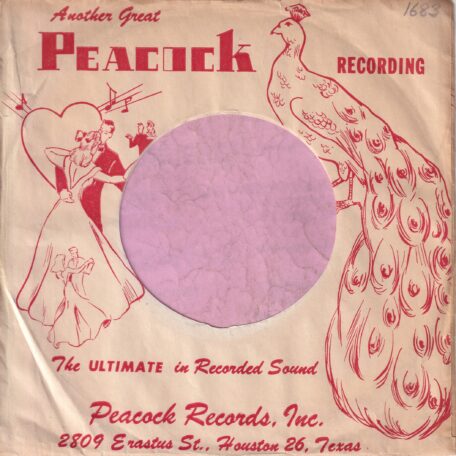 1683
Another Great
PEACOCK RECORDING
The ULTIMATE in Recorded Sound
Peacock Records, Inc.
2809 Erastus St., Houston 26, Texas